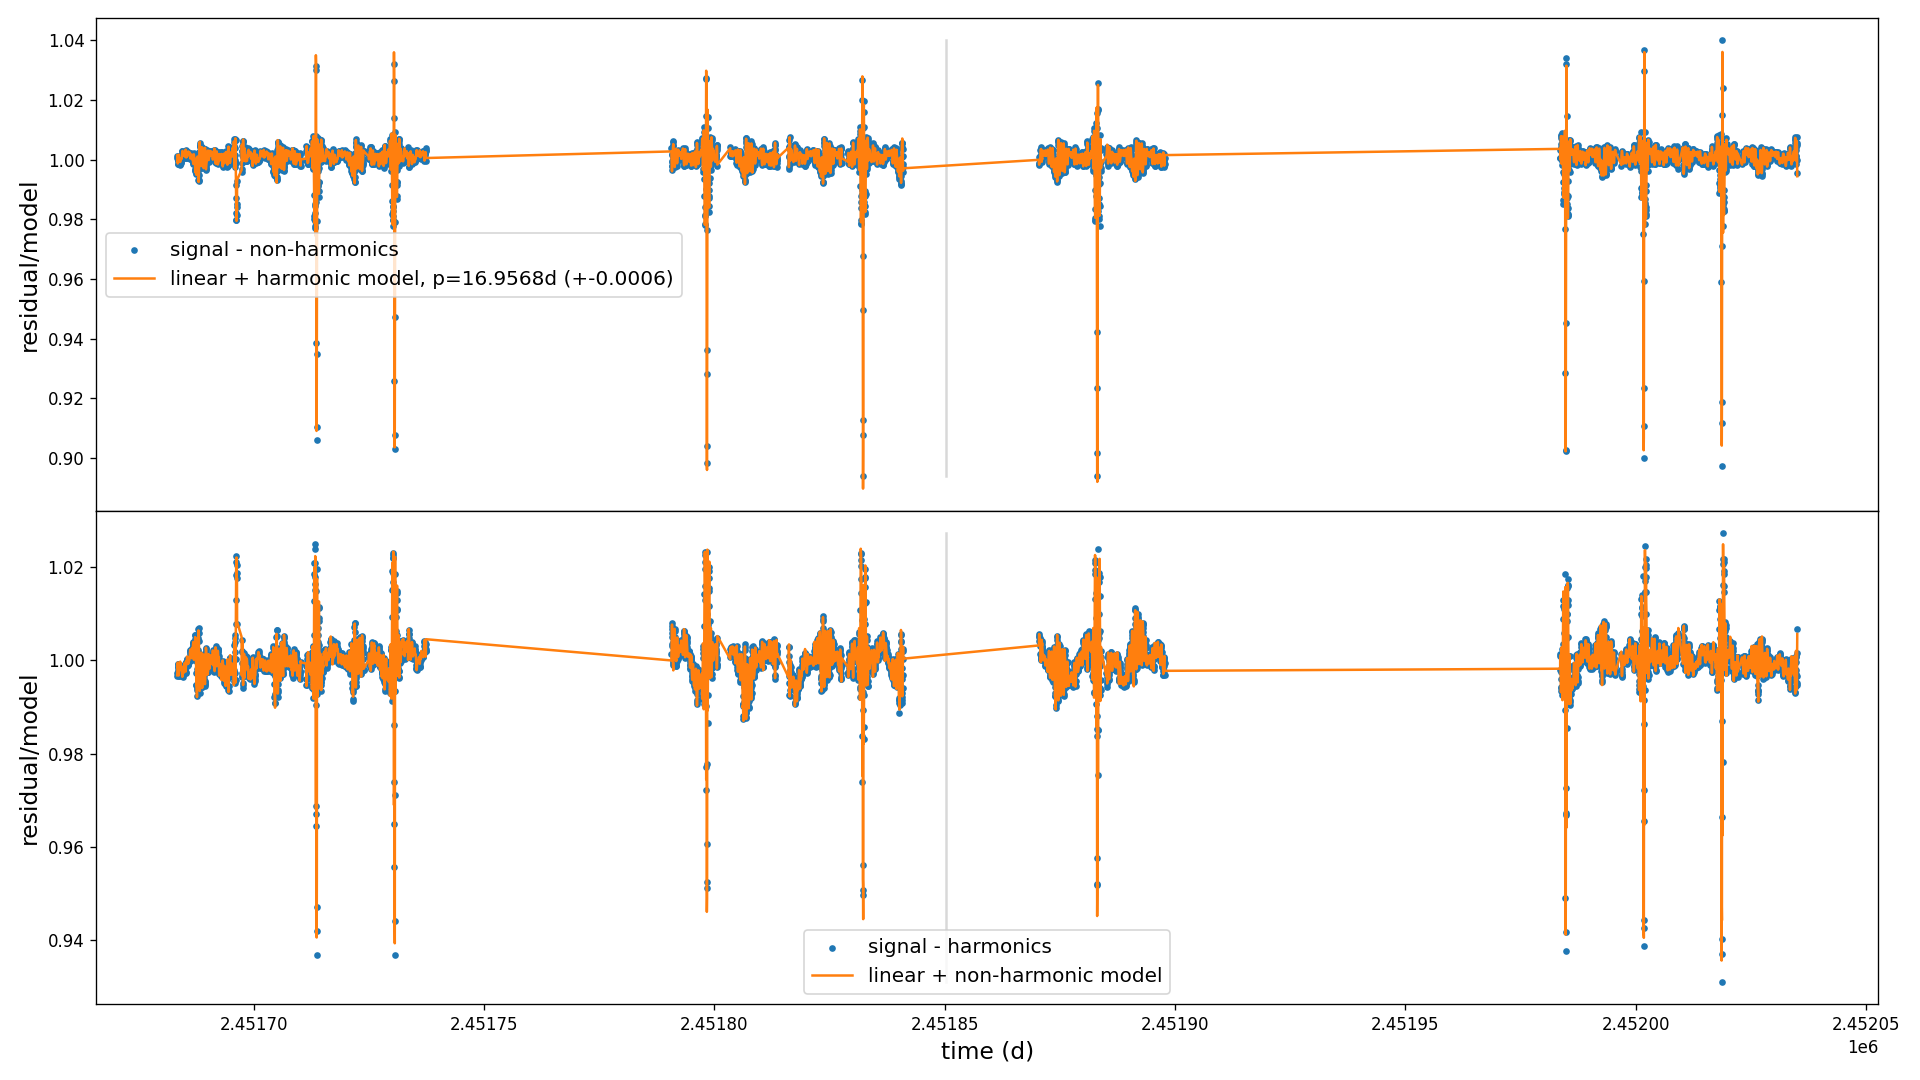 1.04
1.02
1.00
0.98
0.96
0.94
0.92
0.90
residual/model
signal - non-harmonics
linear + harmonic model, p=16.9568d (+-0.0006)
1.02
1.00
0.98
0.96
0.94
residual/model
signal - harmonics
linear + non-harmonic model
2.45170 2.45175 2.45180 2.45185 2.45190 2.45195 2.45200 2.45205
time (d)
1e6